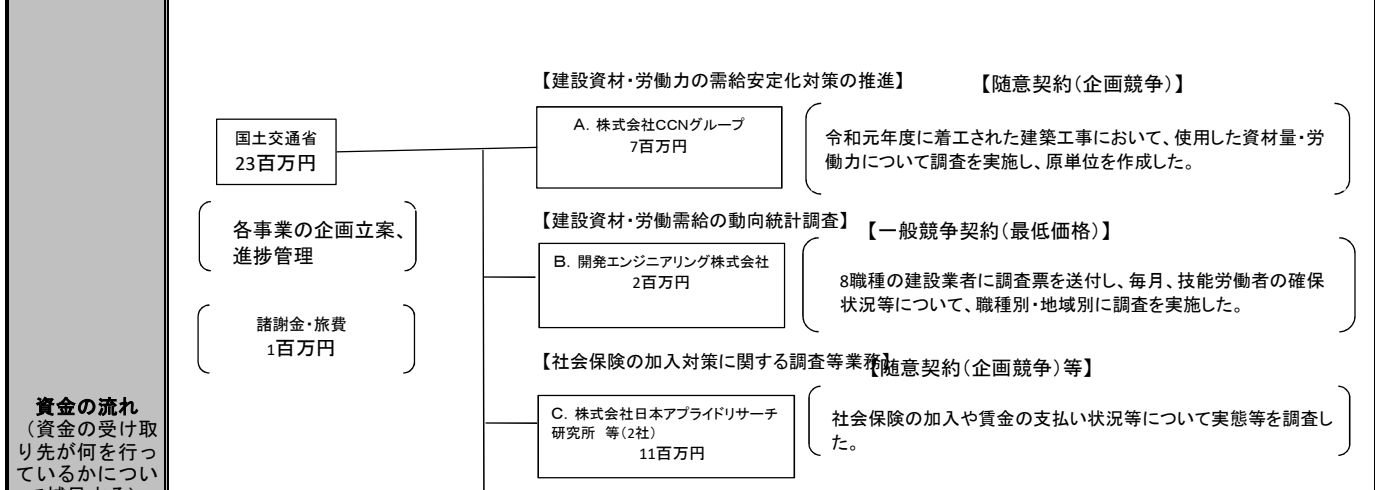 【建設資材・労働力の需給安定化対策の推進】
【随意契約（企画競争）】
国土交通省
23百万円
A．株式会社CCNグループ
7百万円
令和元年度に着工された建築工事において、使用した資材量・労
働力について調査を実施し、原単位を作成した。
各事業の企画立案、
進捗管理
【建設資材・労働需給の動向統計調査】
【一般競争契約（最低価格）】
B．開発エンジニアリング株式会社
2百万円
8職種の建設業者に調査票を送付し、毎月、技能労働者の確保
状況等について、職種別・地域別に調査を実施した。
諸謝金・旅費
1百万円
【社会保険の加入対策に関する調査等業務】
【随意契約（企画競争）等】
C．株式会社日本アプライドリサーチ
研究所 等（2社）
11百万円
社会保険の加入や賃金の支払い状況等について実態等を調査し
た。
資金の流れ
（資金の受け取
り先が何を行っ
ているかについ